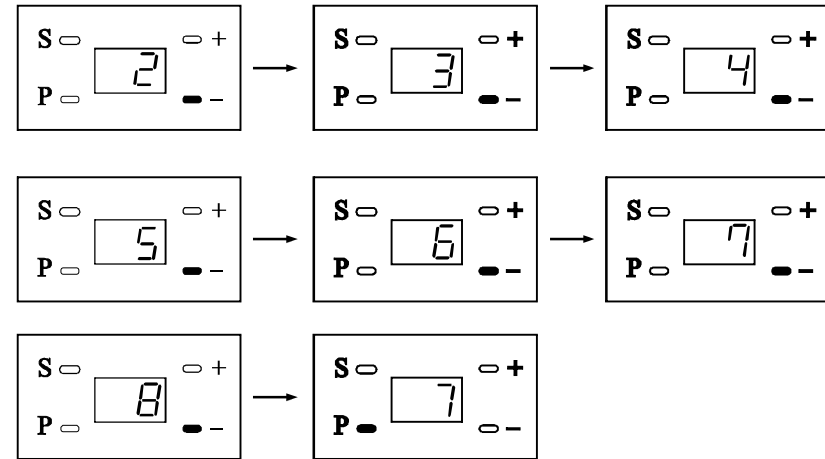 S + S + S +
2 3 4
P - P - P -
S + S + S +
5 6 7
P - P - P -
S + S +
8 7
P - P -